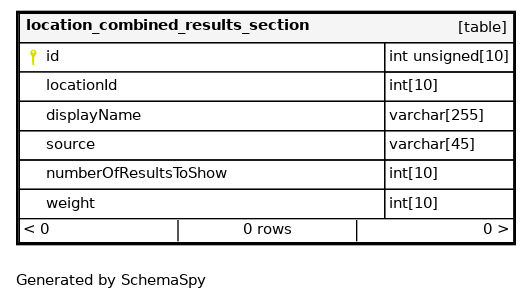 location_combined_results_section [table]
id int unsigned[10]
locationId int[10]
displayName varchar[255]
source varchar[45]
numberOfResultsToShow int[10]
weight int[10]
< 0 0 rows 0 >
Generated by SchemaSpy